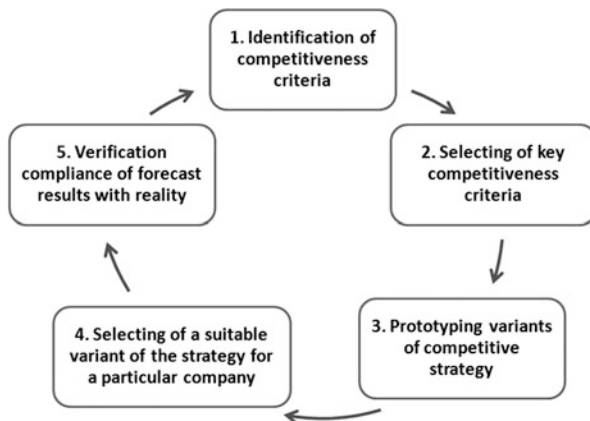 1. Identification of
competitiveness
criteria
2. Selecting of key
competitiveness
criteria
3. Prototyping variants
of competitive
strategy
4. Selecting of a suitable
variant of the strategy for
a particular company
5. Verification
compliance of forecast
results with reality